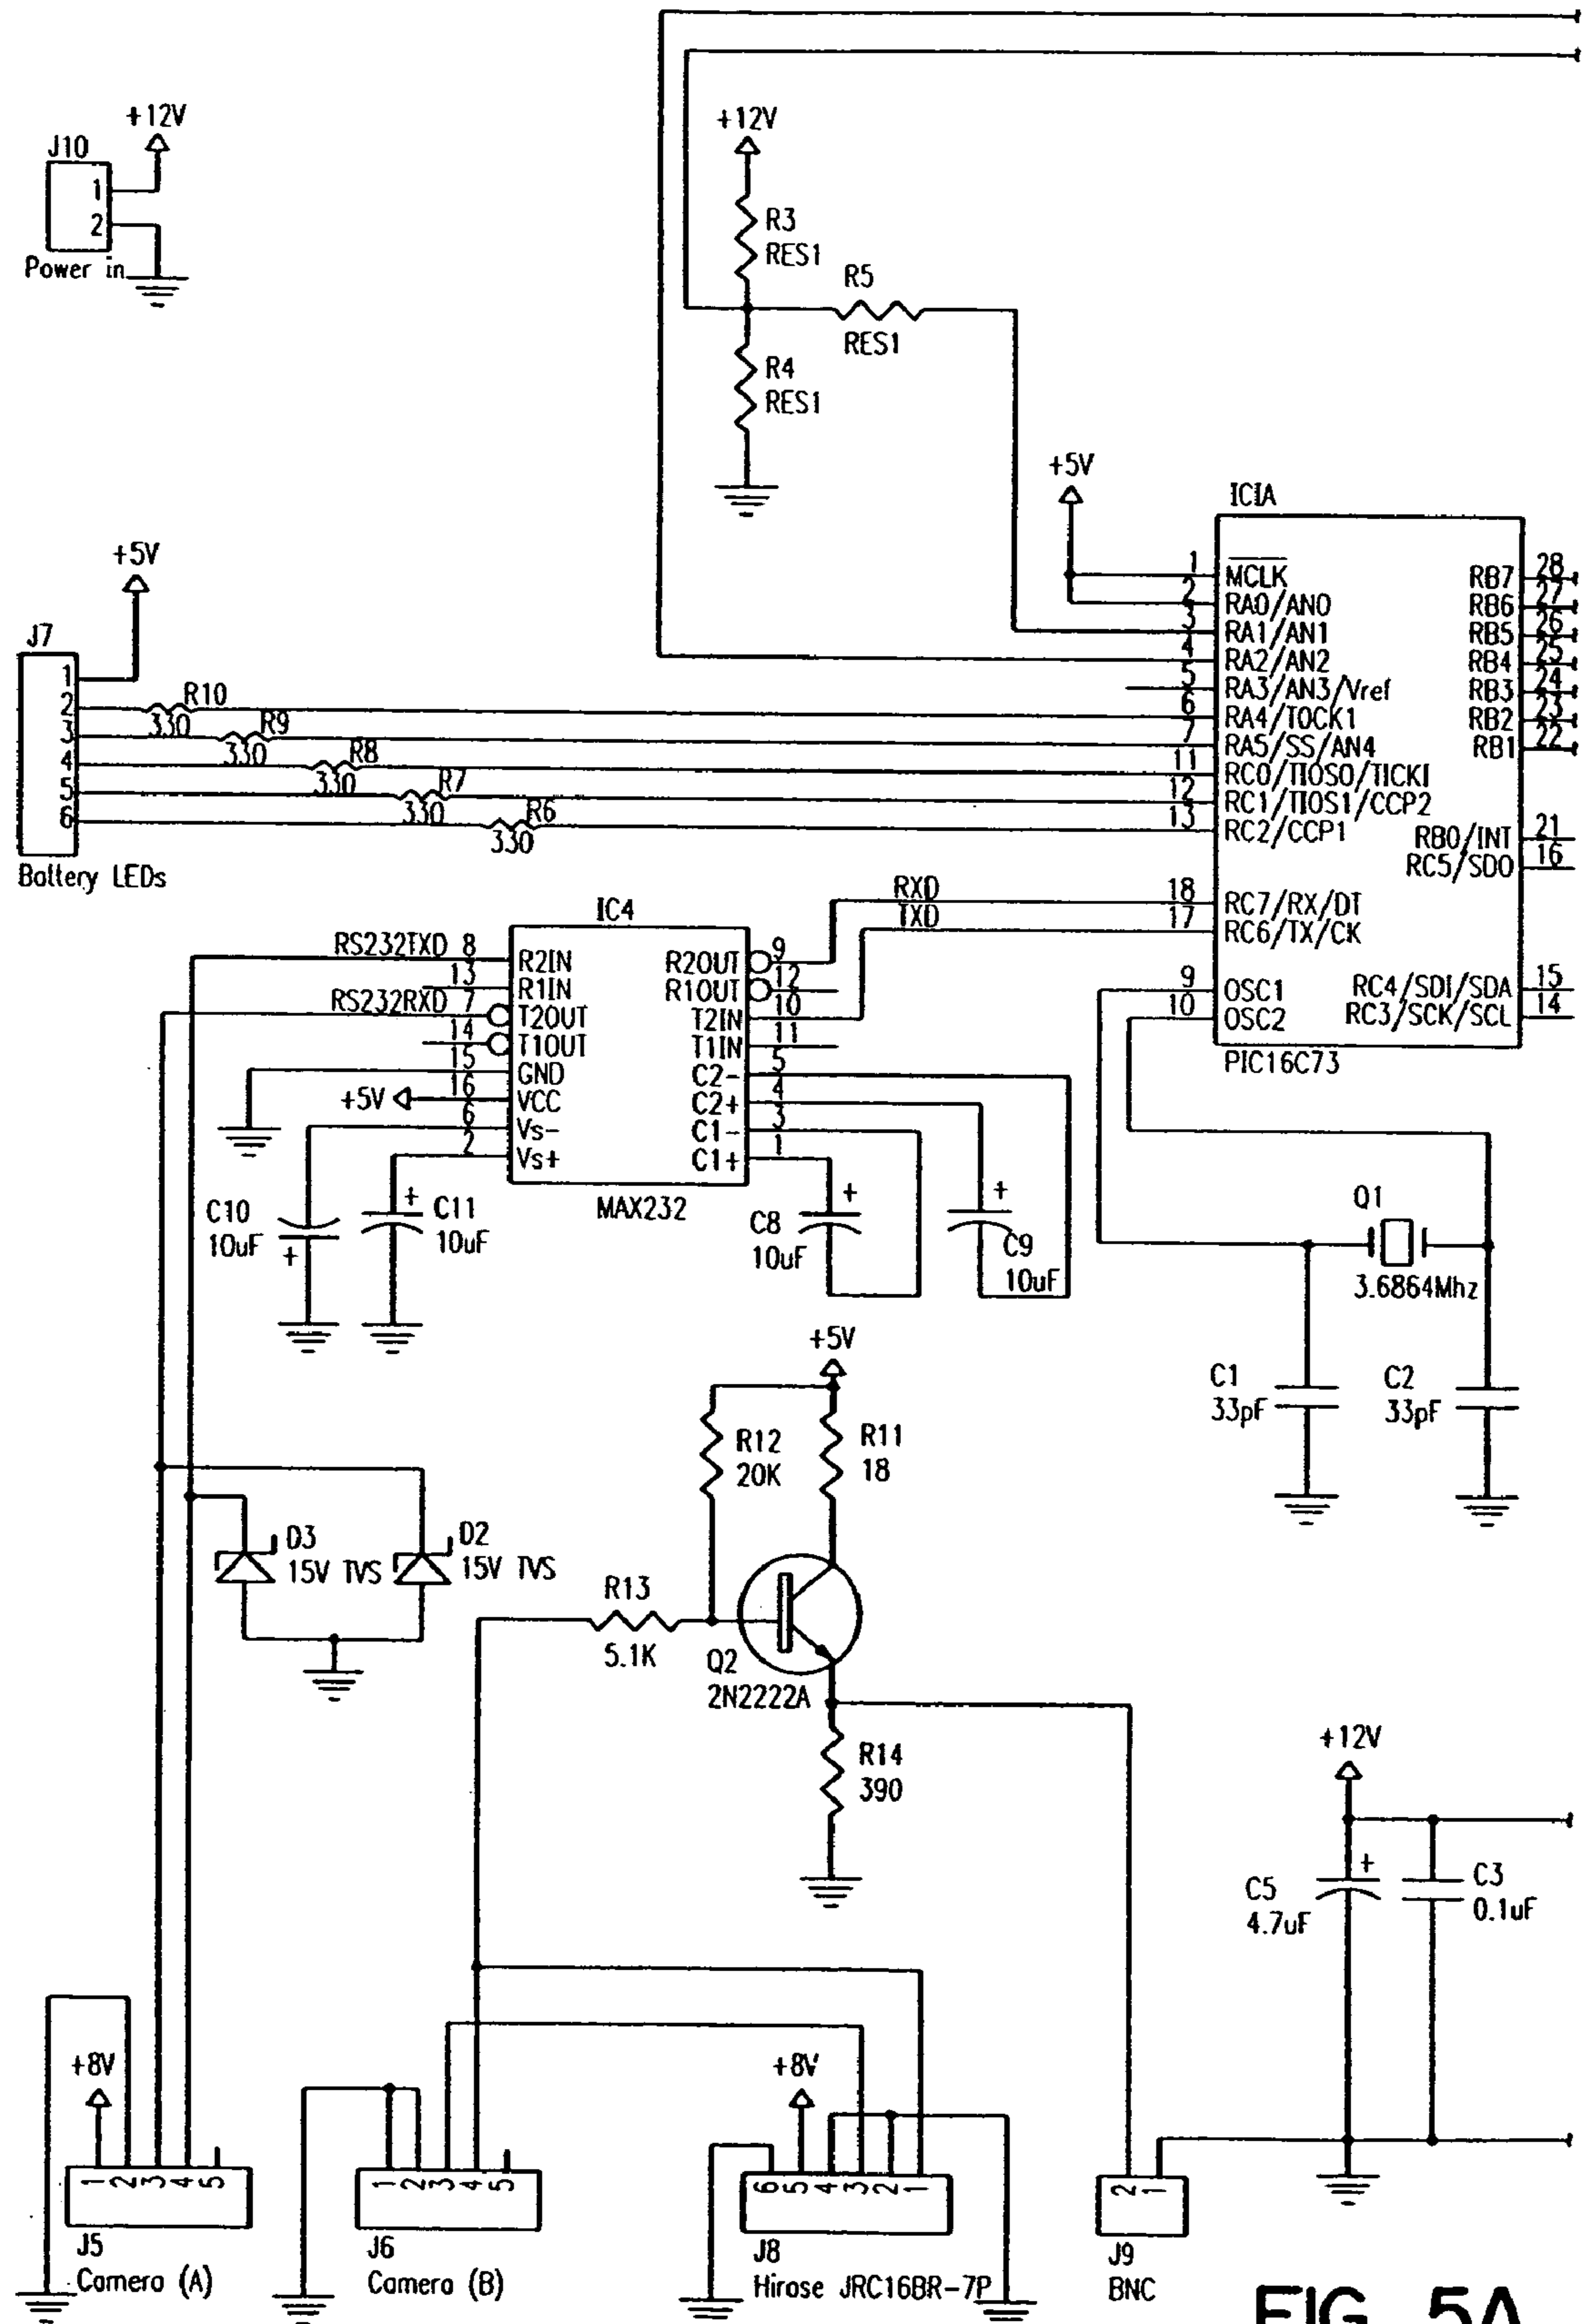 +12V
J10
1
2
Power in
+12V
R3
RES1
R5
RES1
R4
RES1
+5V
IC1A
1 MCLK
2 RA0/AN0
3 RA1/AN1
4 RA2/AN2
5 RA3/AN3/Vref
6 RA4/TOCK1
7 RA5/SS/AN4
11 RC0/TIOSO/TICKI
12 RC1/TIOS1/CCP2
13 RC2/CCP1
18 RC7/RX/DT
17 RC6/TX/CK
9 OSC1
10 OSC2
RB7 28
RB6 27
RB5 26
RB4 25
RB3 24
RB2 23
RB1 22
RB0/INT 21
RC5/SDO 16
RC4/SDI/SDA 15
RC3/SCK/SCL 14
PIC16C73
+5V
J7
1
2
3
4
5
6
R10
330
R9
330
R8
330
R7
330
R6
330
Battery LEDs
RXD
TXD
IC4
RS232TXD 8 R2IN
13 R1IN
RS232RXD 7 T2OUT
14 T1OUT
15 GND
+5V 16 VCC
6 Vs-
2 Vs+
R2OUT 9
R1OUT 12
T2IN 10
T1IN 11
C2- 5
C2+ 4
C1- 3
C1+ 1
MAX232
C10
10uF
+
+
C11
10uF
C8
10uF
+
+
C9
10uF
Q1
3.6864Mhz
C1
33pF
C2
33pF
+5V
R12
20K
R11
18
D3
15V TVS
D2
15V TVS
R13
5.1K
Q2
2N2222A
R14
390
+12V
+
C5
4.7uF
C3
0.1uF
+8V
1 2 3 4 5
J5
Camera (A)
1 2 3 4 5
J6
Camera (B)
+8V
6 5 4 3 2 1
J8
Hirose JRC16BR-7P
2 1
J9
BNC
FIG. 5A